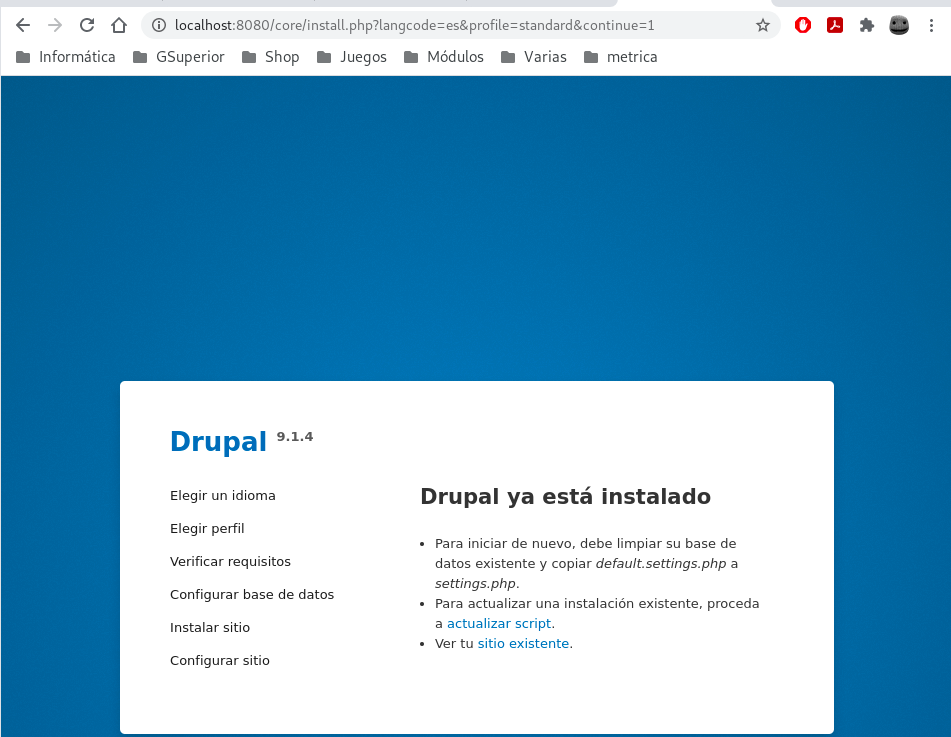 localhost:8080/core/install.php?langcode=es&profile=standard&continue=1
Informática GSuperior Shop Juegos Módulos Varias metrica
Drupal 9.1.4
Elegir un idioma
Elegir perfil
Verificar requisitos
Configurar base de datos
Instalar sitio
Configurar sitio
Drupal ya está instalado
Para iniciar de nuevo, debe limpiar su base de
datos existente y copiar default.settings.php a
settings.php.
Para actualizar una instalación existente, proceda
a actualizar script.
Ver tu sitio existente.